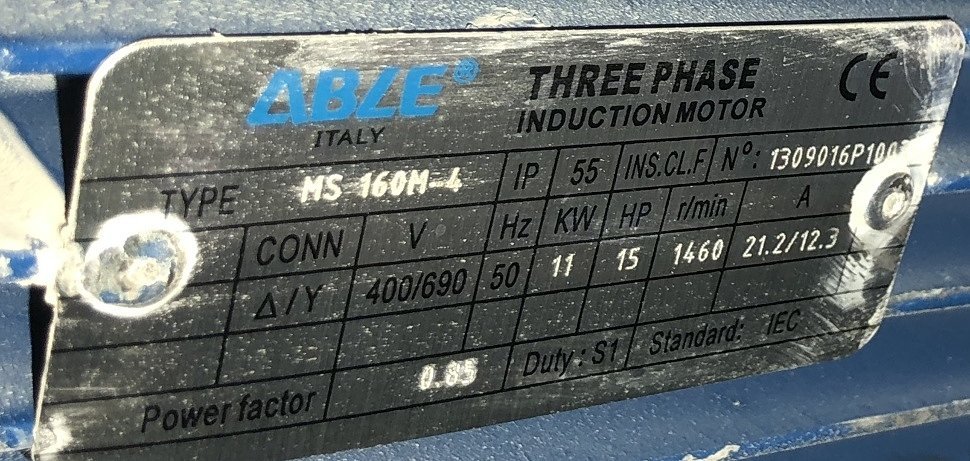 ABLE® THREE PHASE CE
ITALY INDUCTION MOTOR
TYPE MS 160M-4 IP 55 INS.CL.F Nº:
CONN V Hz KW HP r/min A
Δ/Y 400/690 50 11 15 1460 21.2/12.3
Power factor 0.85 Duty: S1 Standard: IEC